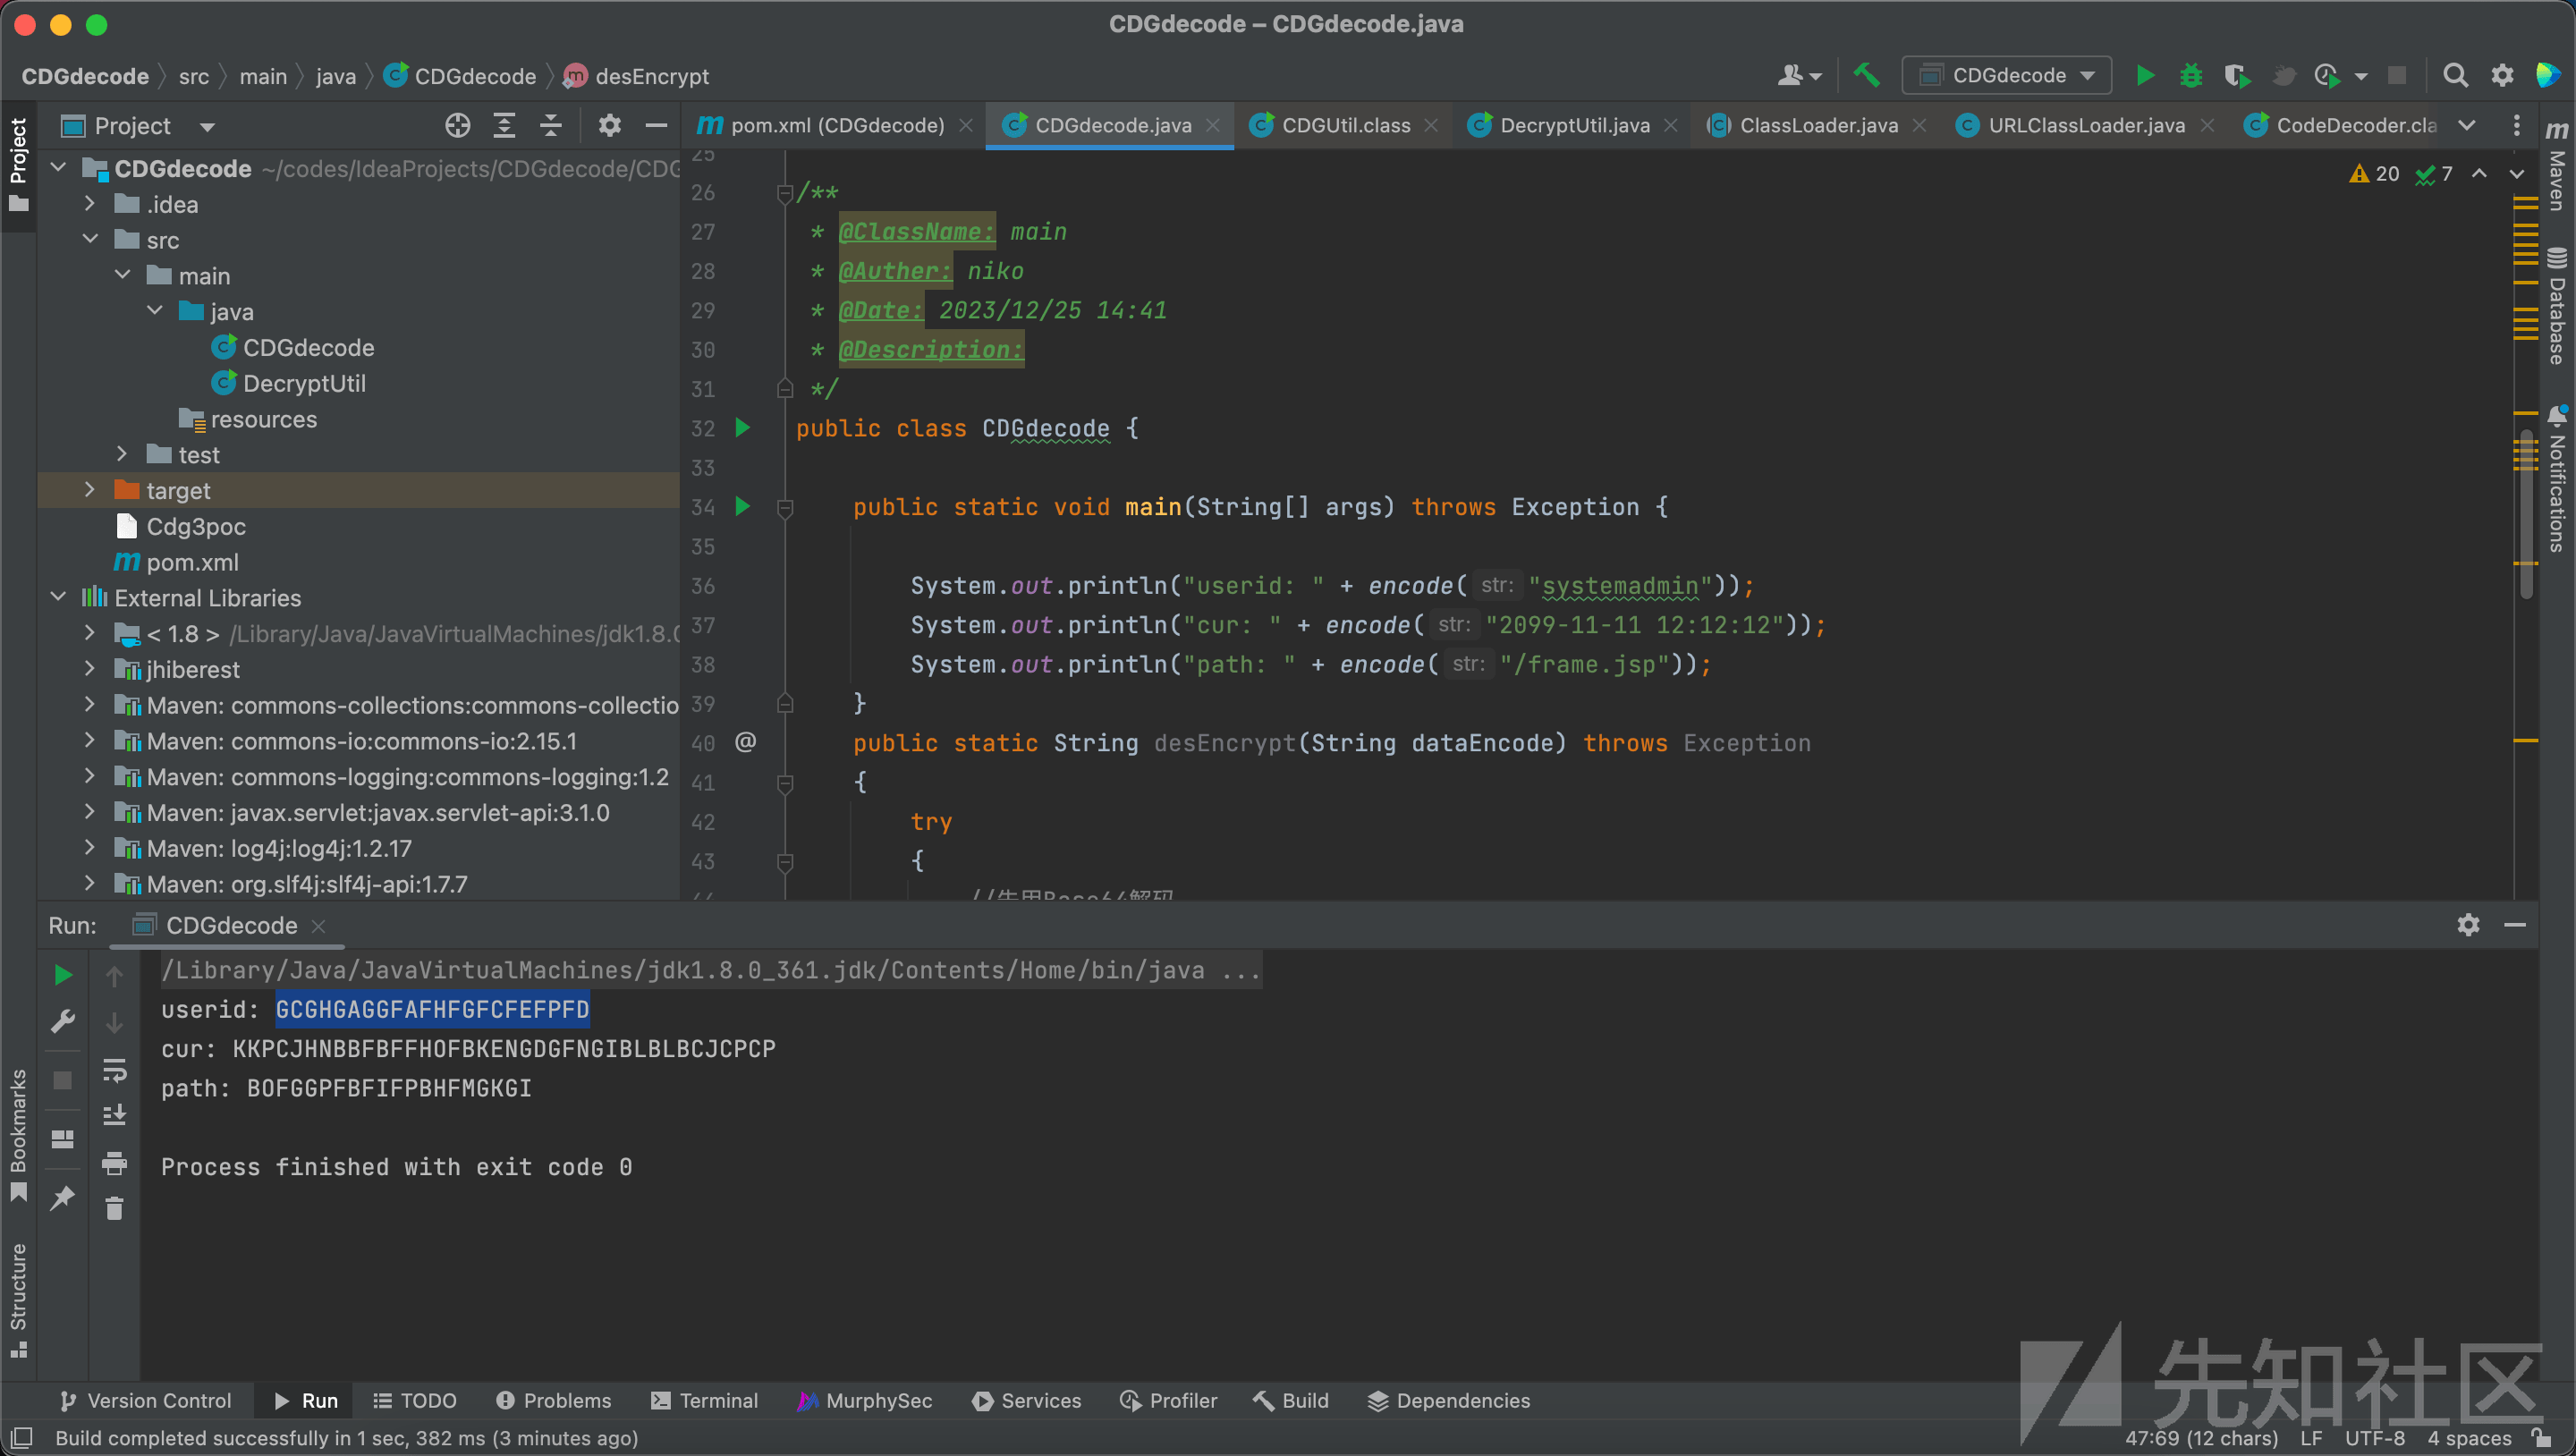 CDGdecode – CDGdecode.java
CDGdecode src main java CDGdecode desEncrypt
CDGdecode
Project
pom.xml (CDGdecode) CDGdecode.java CDGUtil.class DecryptUtil.java ClassLoader.java URLClassLoader.java CodeDecoder.cla
Project
CDGdecode ~/codes/IdeaProjects/CDGdecode/CDG
.idea
src
main
java
CDGdecode
DecryptUtil
resources
test
target
Cdg3poc
pom.xml
External Libraries
< 1.8 > /Library/Java/JavaVirtualMachines/jdk1.8.0
jhiberest
Maven: commons-collections:commons-collectio
Maven: commons-io:commons-io:2.15.1
Maven: commons-logging:commons-logging:1.2
Maven: javax.servlet:javax.servlet-api:3.1.0
Maven: log4j:log4j:1.2.17
Maven: org.slf4j:slf4j-api:1.7.7
20 7
25
26 /**
27 * @ClassName: main
28 * @Auther: niko
29 * @Date: 2023/12/25 14:41
30 * @Description:
31 */
32 public class CDGdecode {
33
34 public static void main(String[] args) throws Exception {
35
36 System.out.println("userid: " + encode( str: "systemadmin"));
37 System.out.println("cur: " + encode( str: "2099-11-11 12:12:12"));
38 System.out.println("path: " + encode( str: "/frame.jsp"));
39 }
40 @ public static String desEncrypt(String dataEncode) throws Exception
41 {
42 try
43 {
44 //先用Base64解码
Maven
Database
Notifications
Run: CDGdecode
/Library/Java/JavaVirtualMachines/jdk1.8.0_361.jdk/Contents/Home/bin/java ...
userid: GCGHGAGGFAFHFGFCFEFPFD
cur: KKPCJHNBBFBFFHOFBKENGDGFNGIBLBLBCJCPCP
path: BOFGGPFBFIFPBHFMGKGI
Process finished with exit code 0
Bookmarks
Structure
Version Control Run TODO Problems Terminal MurphySec Services Profiler Build Dependencies
Build completed successfully in 1 sec, 382 ms (3 minutes ago)
47:69 (12 chars) LF UTF-8 4 spaces
先知社区